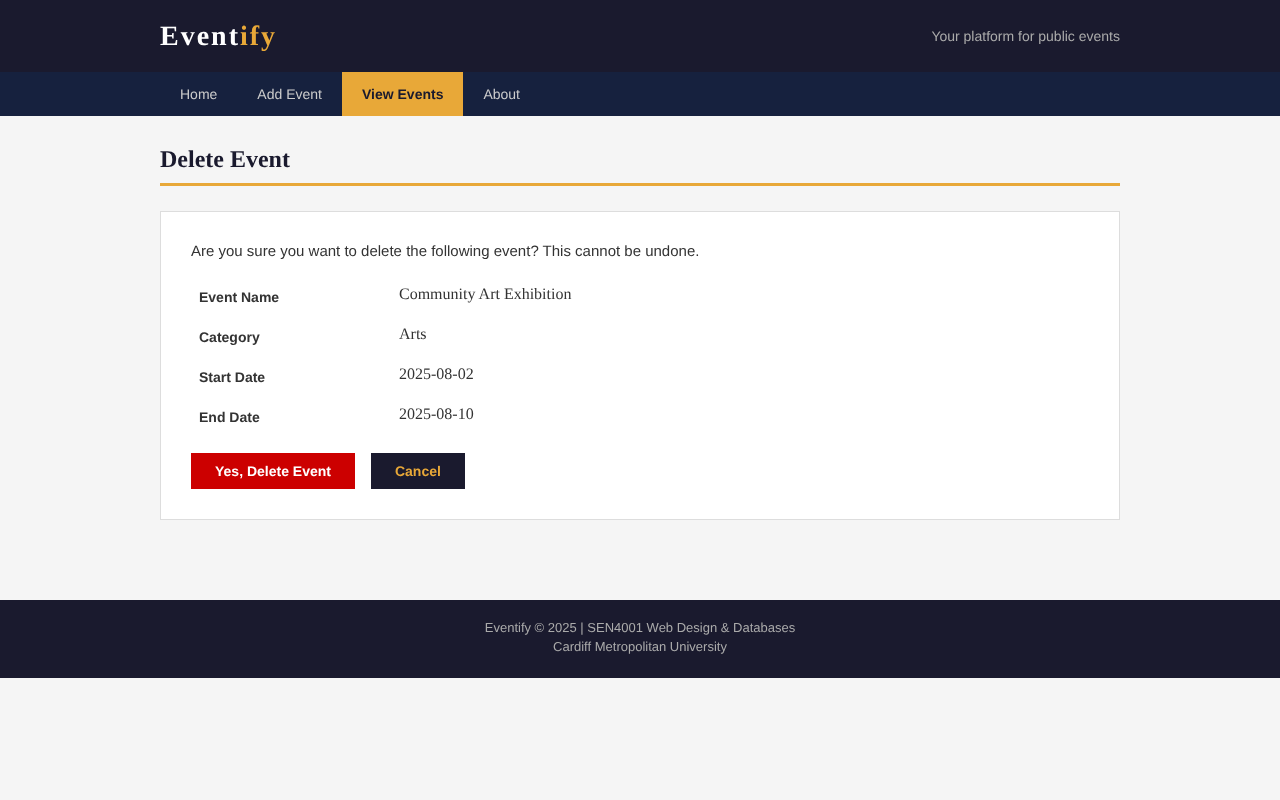 Eventify
Your platform for public events
Home
Add Event
View Events
About
Delete Event
Are you sure you want to delete the following event? This cannot be undone.
Event Name Community Art Exhibition
Category Arts
Start Date 2025-08-02
End Date 2025-08-10
Yes, Delete Event
Cancel
Eventify © 2025 | SEN4001 Web Design & Databases
Cardiff Metropolitan University